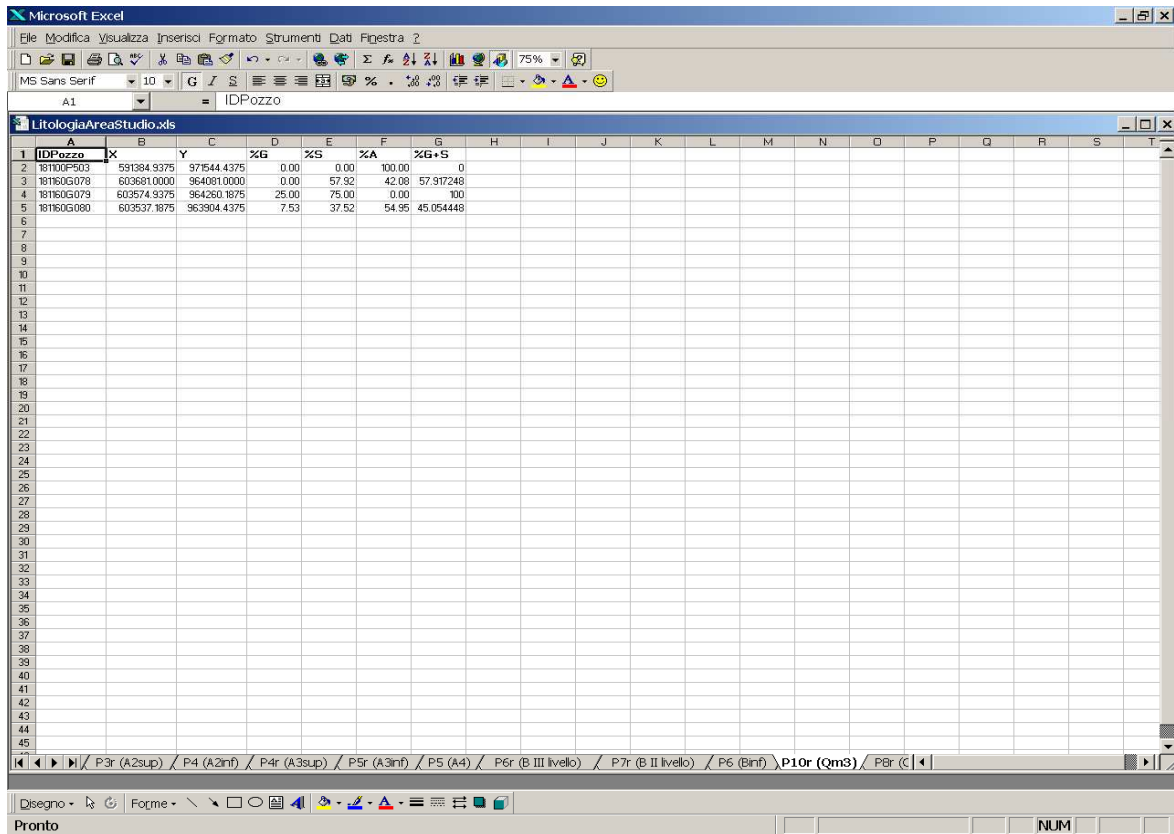 Microsoft Excel
File Modifica Visualizza Inserisci Formato Strumenti Dati Finestra ?
75%
MS Sans Serif 10 G I S
A1 = IDPozzo
LitologiaAreaStudio.xls
A B C D E F G H I J K L M N O P Q R S T
1 IDPozzo X Y %G %S %A %G+S
2 181100P503 591384.9375 971544.4375 0.00 0.00 100.00 0
3 181160G078 603681.0000 964081.0000 0.00 57.92 42.08 57.917248
4 181160G079 603574.9375 964260.1875 25.00 75.00 0.00 100
5 181160G080 603537.1875 963904.4375 7.53 37.52 54.95 45.054448
6
7
8
9
10
11
12
13
14
15
16
17
18
19
20
21
22
23
24
25
26
27
28
29
30
31
32
33
34
35
36
37
38
39
40
41
42
43
44
45
P3r (A2sup) P4 (A2inf) P4r (A3sup) P5r (A3inf) P5 (A4) P6r (B III livello) P7r (B II livello) P6 (Binf) P10r (Qm3) P8r (C
Disegno Forme
Pronto NUM